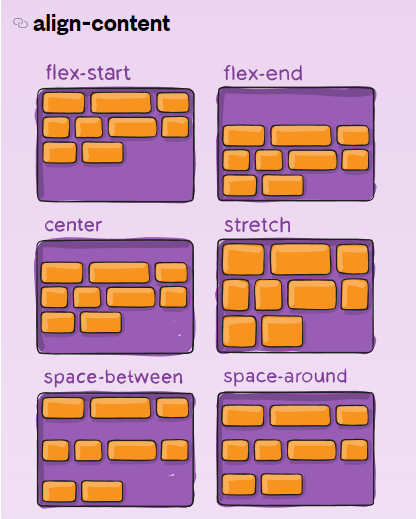 align-content
flex-start
flex-end
center
stretch
space-between
space-around